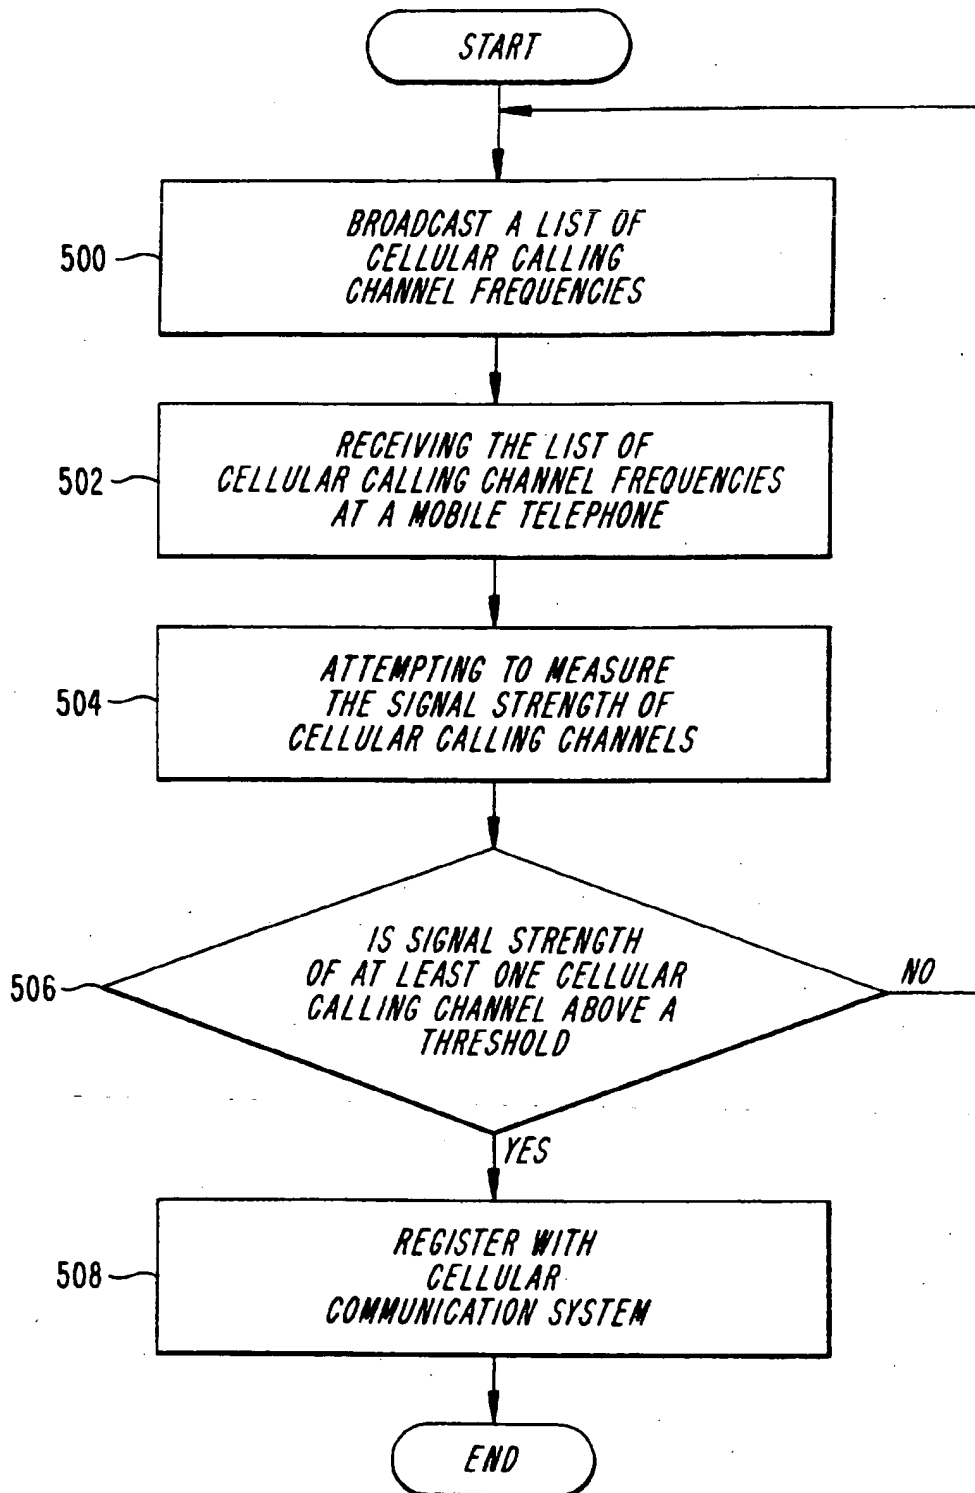 START
BROADCAST A LIST OF
CELLULAR CALLING
CHANNEL FREQUENCIES
500
RECEIVING THE LIST OF
CELLULAR CALLING CHANNEL FREQUENCIES
AT A MOBILE TELEPHONE
502
ATTEMPTING TO MEASURE
THE SIGNAL STRENGTH OF
CELLULAR CALLING CHANNELS
504
IS SIGNAL STRENGTH
OF AT LEAST ONE CELLULAR
CALLING CHANNEL ABOVE A
THRESHOLD
506
NO
YES
REGISTER WITH
CELLULAR
COMMUNICATION SYSTEM
508
END